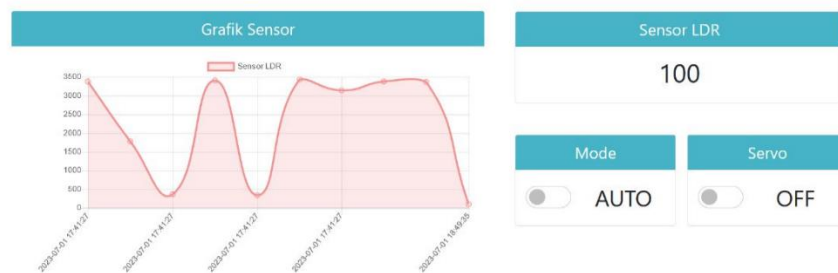 Grafik Sensor
Sensor LDR
3500
3000
2500
2000
1500
1000
500
0
2023-07-01 17:41:27
2023-07-01 17:41:27
2023-07-01 17:41:27
2023-07-01 17:41:27
2023-07-01 18:49:35
Sensor LDR
100
Mode
AUTO
Servo
OFF